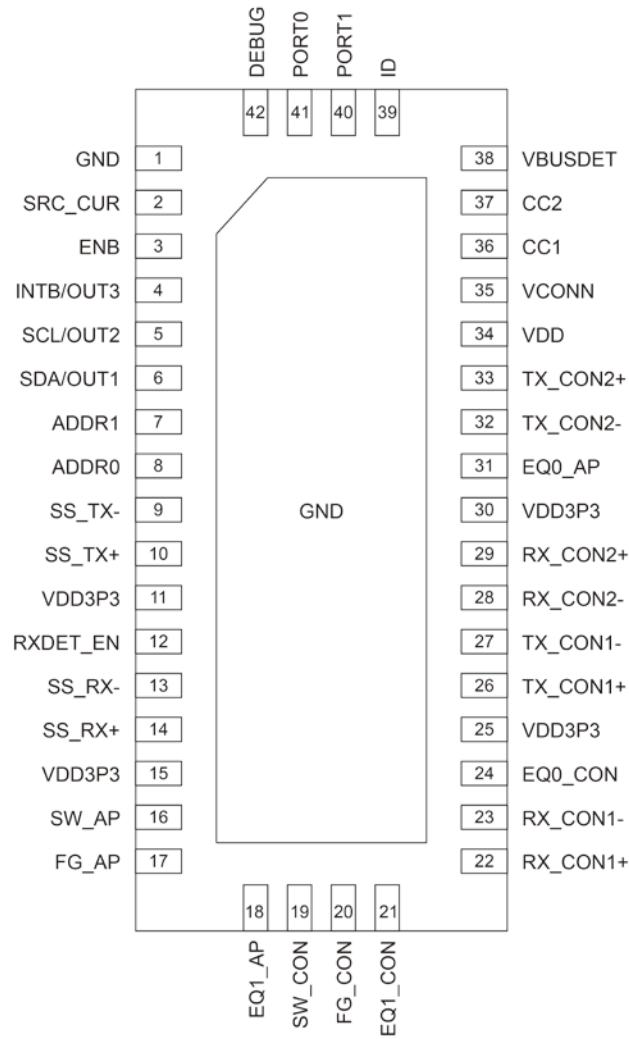 DEBUG
PORT0
PORT1
ID
42 41 40 39
GND 1 38 VBUSDET
SRC_CUR 2 37 CC2
ENB 3 36 CC1
INTB/OUT3 4 35 VCONN
SCL/OUT2 5 34 VDD
SDA/OUT1 6 33 TX_CON2+
ADDR1 7 32 TX_CON2-
ADDR0 8 31 EQ0_AP
SS_TX- 9 GND 30 VDD3P3
SS_TX+ 10 29 RX_CON2+
VDD3P3 11 28 RX_CON2-
RXDET_EN 12 27 TX_CON1-
SS_RX- 13 26 TX_CON1+
SS_RX+ 14 25 VDD3P3
VDD3P3 15 24 EQ0_CON
SW_AP 16 23 RX_CON1-
FG_AP 17 22 RX_CON1+
18 19 20 21
EQ1_AP
SW_CON
FG_CON
EQ1_CON